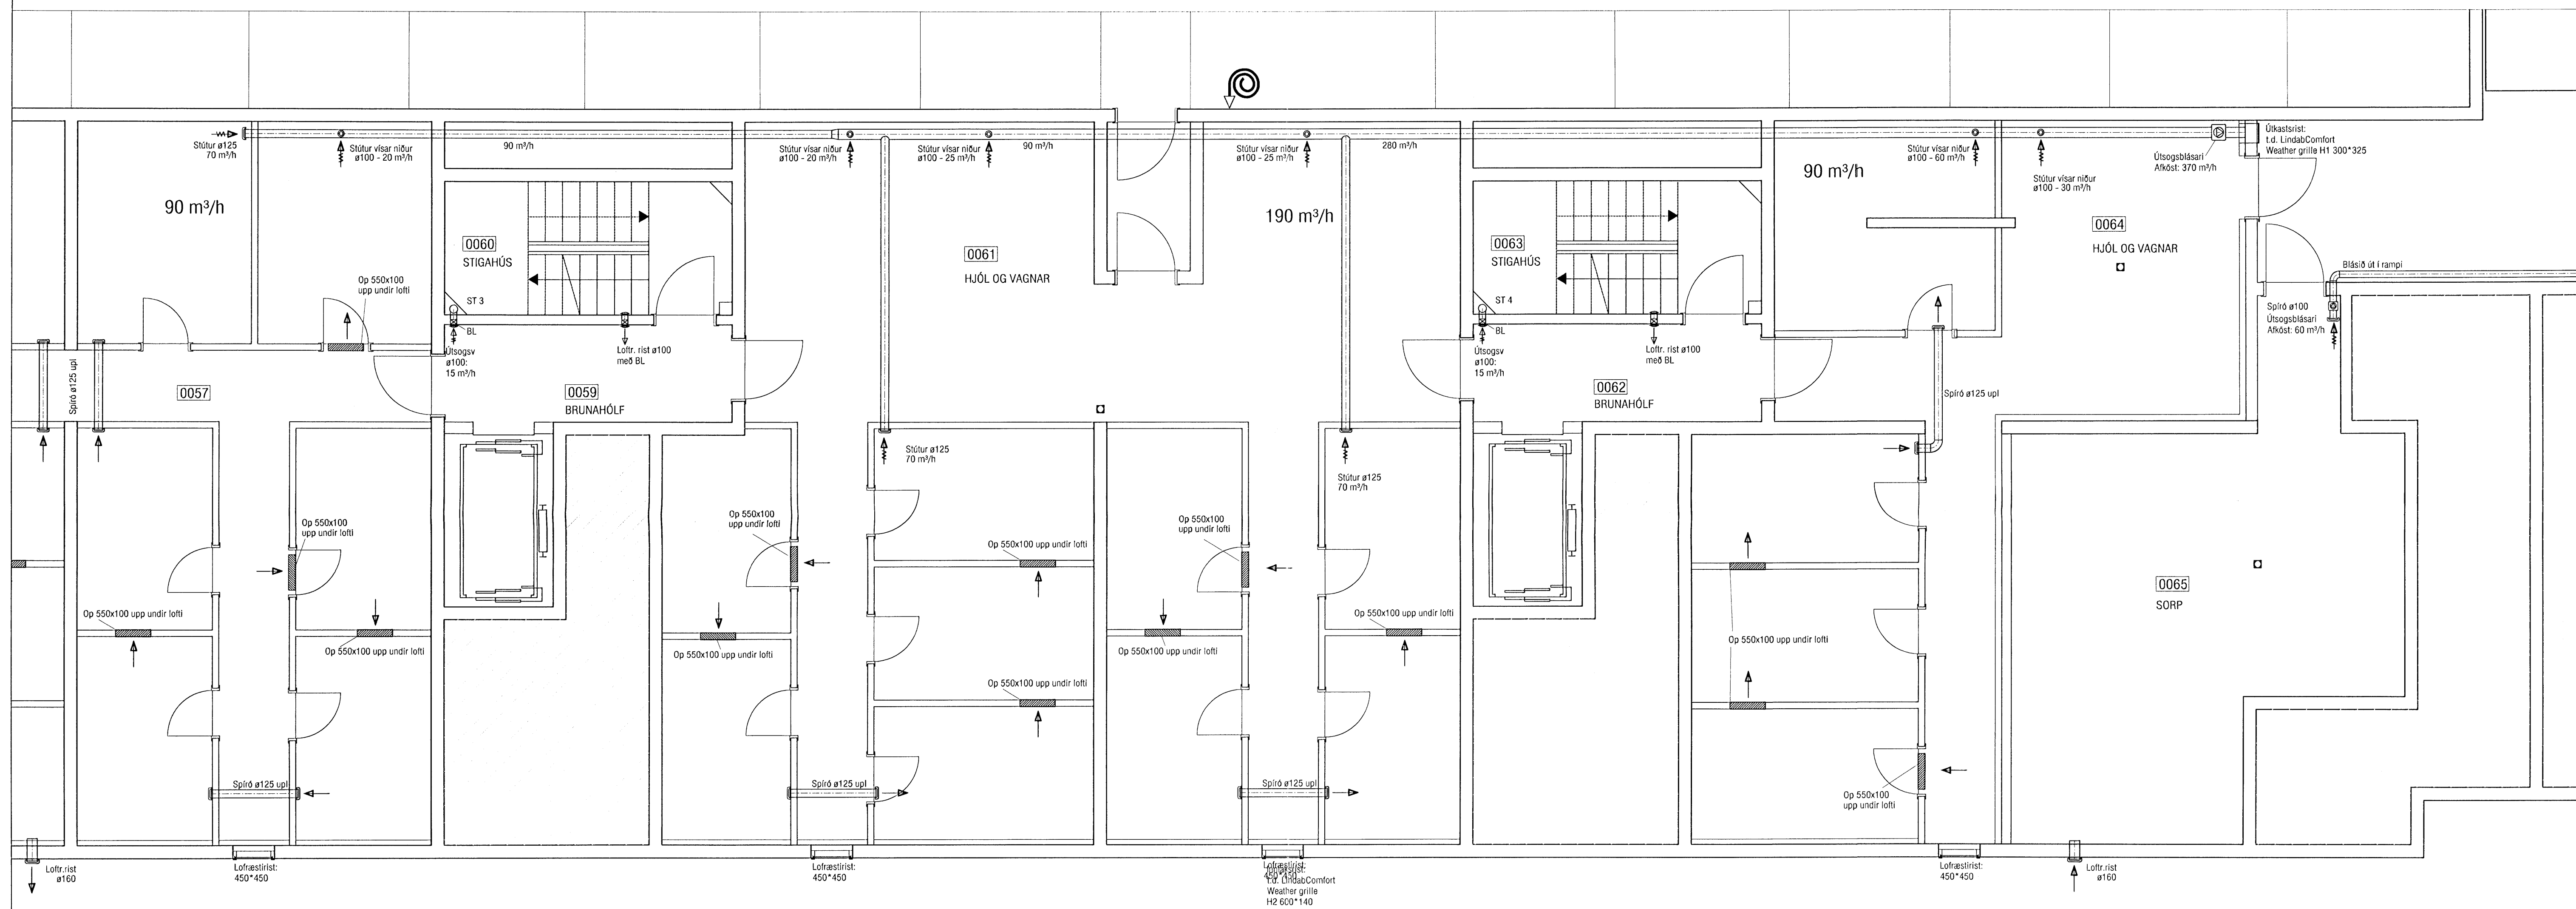 Stútur ø125
70 m³/h
Stútur vísar niður
ø100 - 20 m³/h
90 m³/h
Stútur vísar niður
ø100 - 20 m³/h
Stútur vísar niður
ø100 - 25 m³/h
90 m³/h
Stútur vísar niður
ø100 - 25 m³/h
280 m³/h
Stútur vísar niður
ø100 - 60 m³/h
Stútur vísar niður
ø100 - 30 m³/h
Útsogsblásari
Afköst: 370 m³/h
Útkastsrist:
t.d. LindabComfort
Weather grille H1 300*325
90 m³/h
190 m³/h
90 m³/h
0060
STIGAHÚS
0061
HJÓL OG VAGNAR
0063
STIGAHÚS
0064
HJÓL OG VAGNAR
Op 550x100
upp undir lofti
ST 3
BL
Útsogsv
ø100:
15 m³/h
Loftr. rist ø100
með BL
ST 4
BL
Útsogsv
ø100:
15 m³/h
Loftr. rist ø100
með BL
Blásið út í rampi
Spíró ø100
Útsogsblásari
Afköst: 60 m³/h
Spíró ø125 upl
0057
0059
BRUNAHÓLF
0062
BRUNAHÓLF
Spíró ø125 upl
Stútur ø125
70 m³/h
Stútur ø125
70 m³/h
Op 550x100
upp undir lofti
Op 550x100
upp undir lofti
Op 550x100
upp undir lofti
Op 550x100 upp undir lofti
Op 550x100 upp undir lofti
Op 550x100 upp undir lofti
Op 550x100 upp undir lofti
Op 550x100 upp undir lofti
Op 550x100 upp undir lofti
Op 550x100 upp undir lofti
Op 550x100 upp undir lofti
Op 550x100 upp undir lofti
0065
SORP
Spíró ø125 upl
Spíró ø125 upl
Spíró ø125 upl
Op 550x100
upp undir lofti
Loftr.rist
ø160
Lofræstirist:
450*450
Lofræstirist:
450*450
Lofræstirist:
450*450
t.d. LindabComfort
Weather grille
H2 600*140
Lofræstirist:
450*450
Loftr.rist
ø160